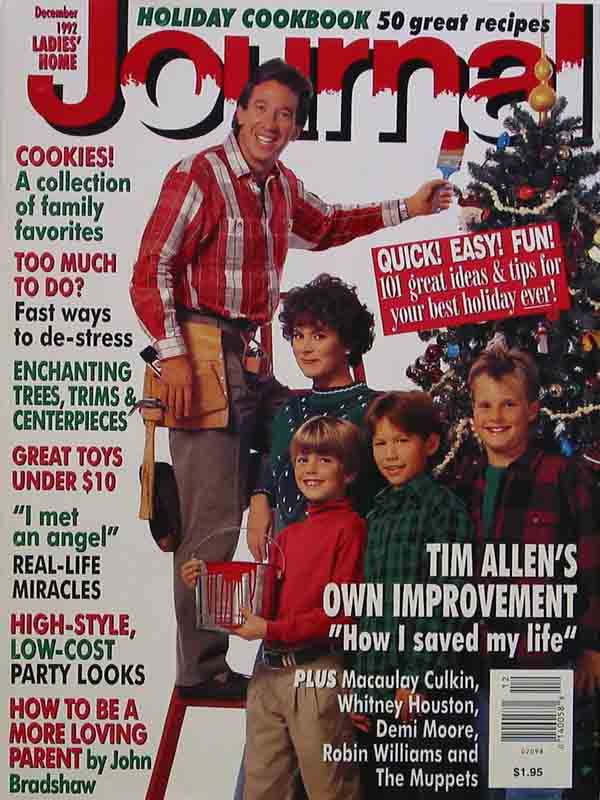 December
1992
LADIES'
HOME
HOLIDAY COOKBOOK 50 great recipes
Journal
COOKIES!
A collection
of family
favorites
TOO MUCH
TO DO?
Fast ways
to de-stress
ENCHANTING
TREES, TRIMS &
CENTERPIECES
GREAT TOYS
UNDER $10
"I met
an angel"
REAL-LIFE
MIRACLES
HIGH-STYLE,
LOW-COST
PARTY LOOKS
HOW TO BE A
MORE LOVING
PARENT by John
Bradshaw
QUICK! EASY! FUN!
101 great ideas & tips for
your best holiday ever!
TIM ALLEN'S
OWN IMPROVEMENT
"How I saved my life"
PLUS Macaulay Culkin,
Whitney Houston,
Demi Moore,
Robin Williams and
The Muppets
12
02098
$1.95